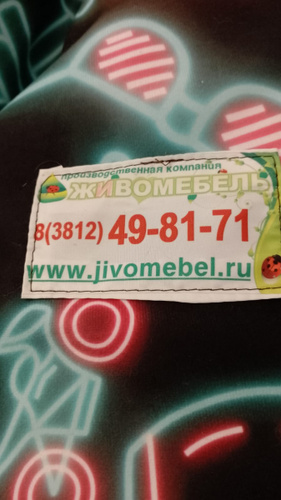 производственная компания
ЖИВОМЕБЕЛЬ
8(3812) 49-81-71
www.jivomebel.ru